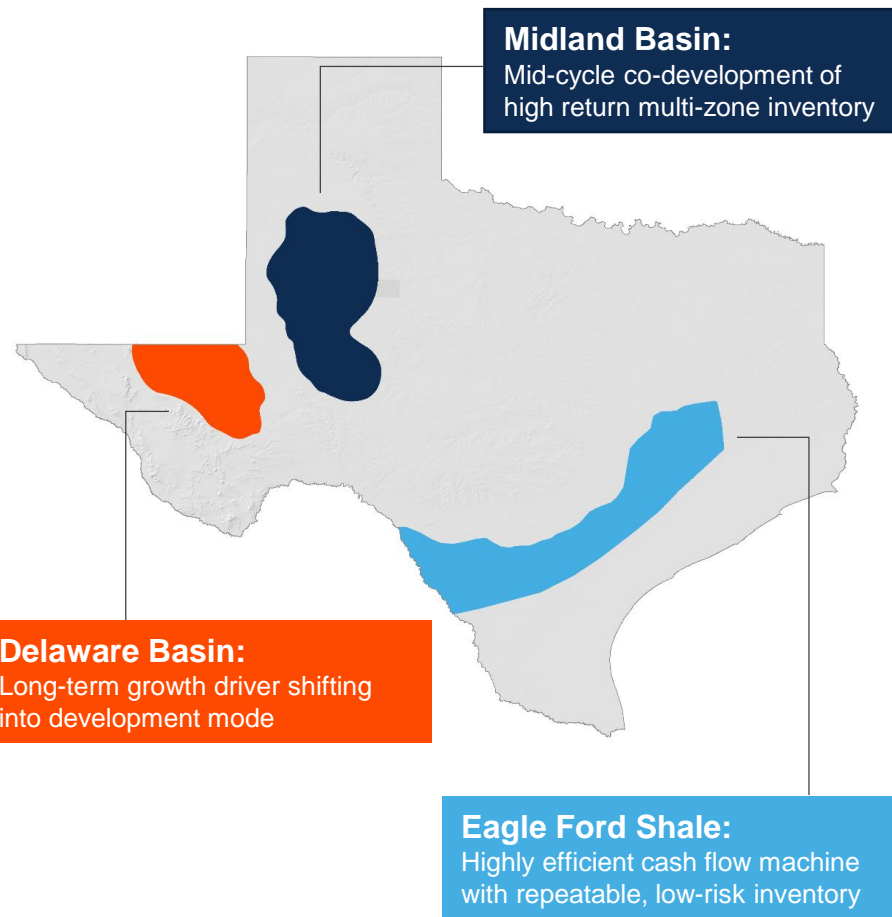 Midland Basin:
Mid-cycle co-development of
high return multi-zone inventory
Delaware Basin:
Long-term growth driver shifting
into development mode
Eagle Ford Shale:
Highly efficient cash flow machine
with repeatable, low-risk inventory